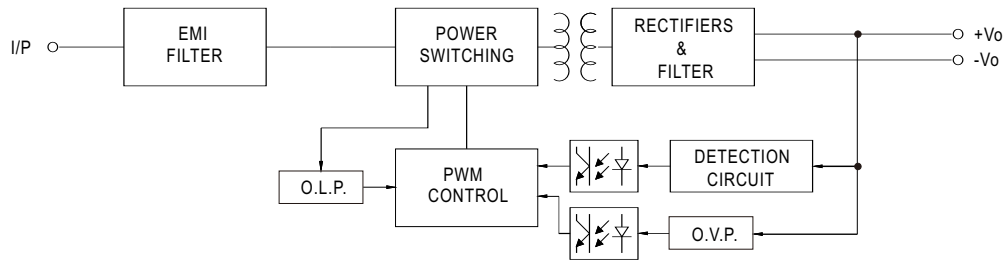 I/P
EMI
FILTER
POWER
SWITCHING
RECTIFIERS
&
FILTER
+Vo
-Vo
O.L.P.
PWM
CONTROL
DETECTION
CIRCUIT
O.V.P.